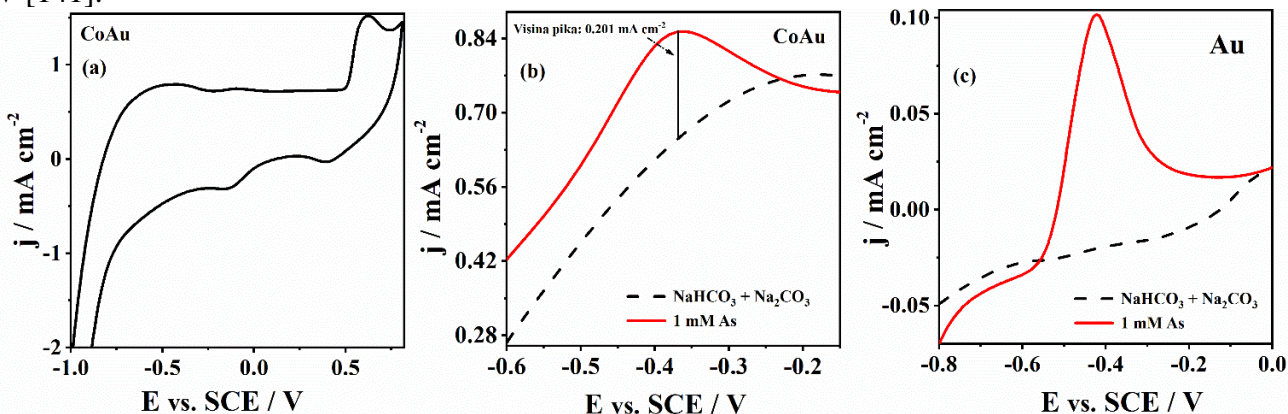 V [141].
CoAu
(a)
1
0
-1
-2
-1.0 -0.5 0.0 0.5
E vs. SCE / V
j / mA cm⁻²
Visina pika: 0.201 mA cm⁻²
CoAu
(b)
0.84
0.70
0.56
0.42
0.28
NaHCO₃ + Na₂CO₃
1 mM As
-0.6 -0.5 -0.4 -0.3 -0.2
E vs. SCE / V
j / mA cm⁻²
Au
(c)
0.10
0.05
0.00
-0.05
NaHCO₃ + Na₂CO₃
1 mM As
-0.8 -0.6 -0.4 -0.2 0.0
E vs. SCE / V
j / mA cm⁻²